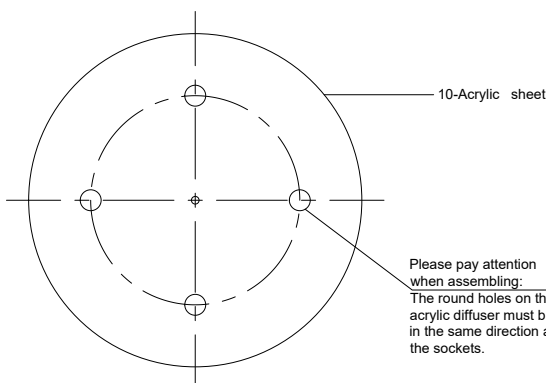 10-Acrylic sheet
Please pay attention
when assembling:
The round holes on th
acrylic diffuser must b
in the same direction a
the sockets.